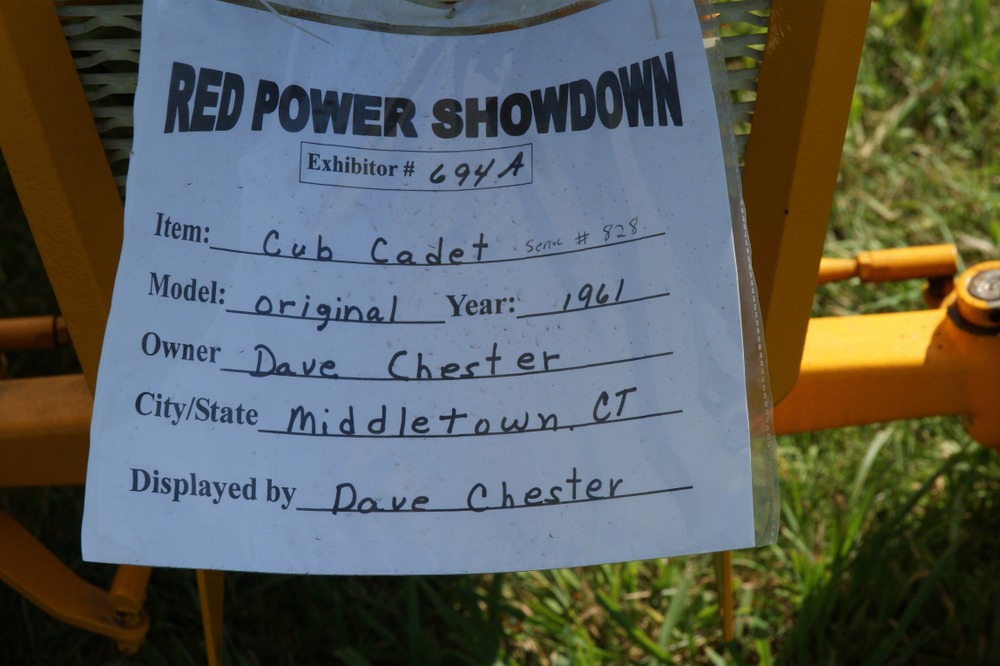 RED POWER SHOWDOWN
Exhibitor # 694A
Item: Cub Cadet # 828
Model: original Year: 1961
Owner Dave Chester
City/State Middletown. CT
Displayed by Dave Chester